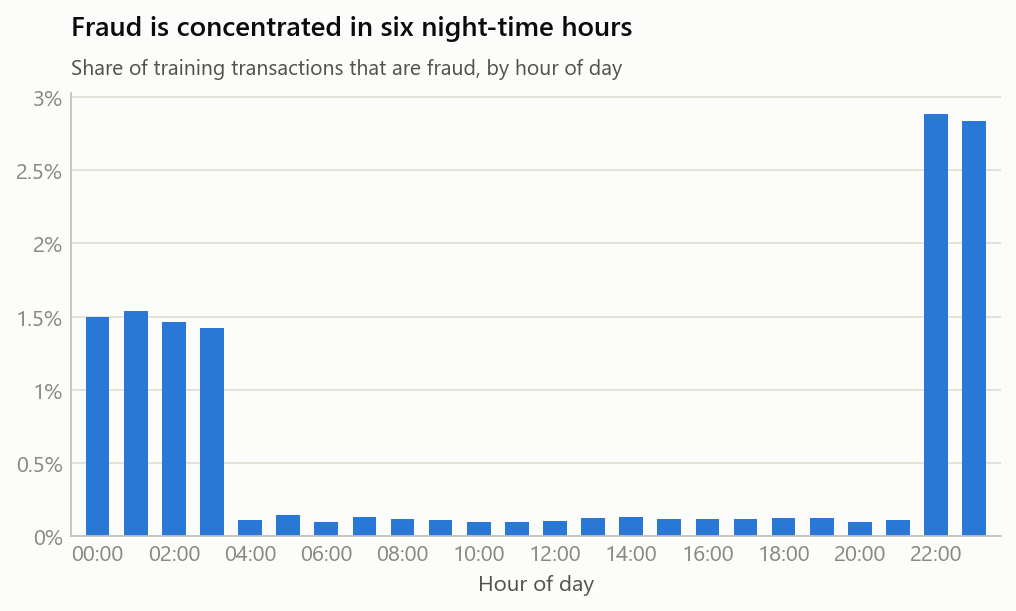 Fraud is concentrated in six night-time hours
Share of training transactions that are fraud, by hour of day
3%
2.5%
2%
1.5%
1%
0.5%
0%
00:00 02:00 04:00 06:00 08:00 10:00 12:00 14:00 16:00 18:00 20:00 22:00
Hour of day